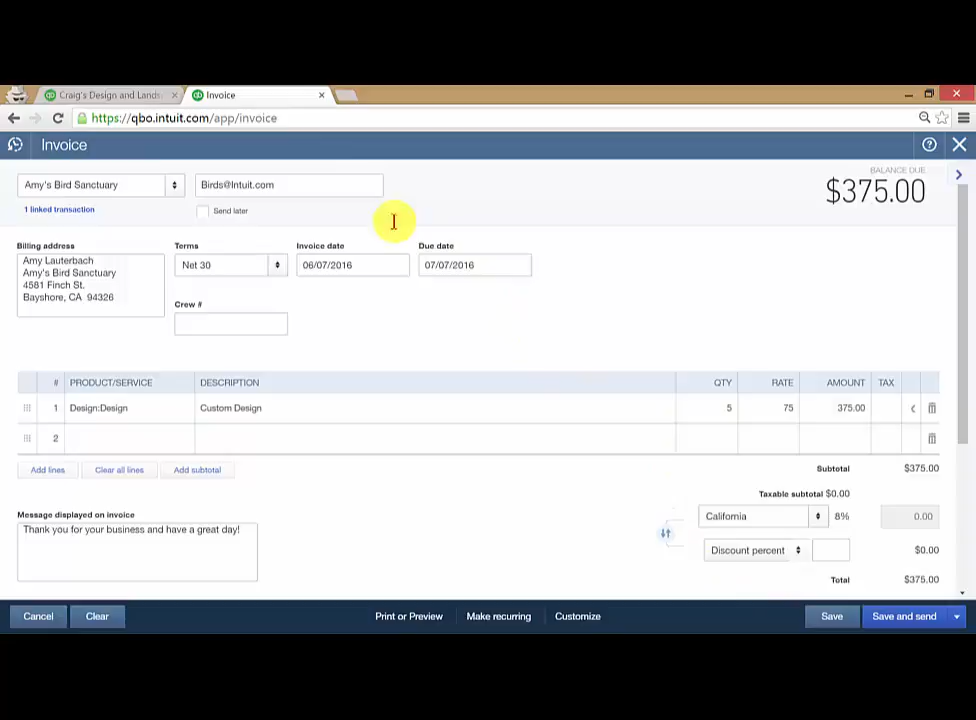 Craig's Design and Lands
Invoice
https://qbo.intuit.com/app/invoice
Invoice
BALANCE DUE
$375.00
Amy's Bird Sanctuary
Birds@Intuit.com
1 linked transaction
Send later
Billing address
Terms
Invoice date
Due date
Amy Lauterbach
Amy's Bird Sanctuary
4581 Finch St.
Bayshore, CA 94326
Net 30
06/07/2016
07/07/2016
Crew #
# PRODUCT/SERVICE DESCRIPTION QTY RATE AMOUNT TAX
1 Design:Design Custom Design 5 75 375.00
2
Add lines Clear all lines Add subtotal
Subtotal $375.00
Taxable subtotal $0.00
Message displayed on invoice
Thank you for your business and have a great day!
California 8% 0.00
Discount percent $0.00
Total $375.00
Cancel Clear Print or Preview Make recurring Customize Save Save and send